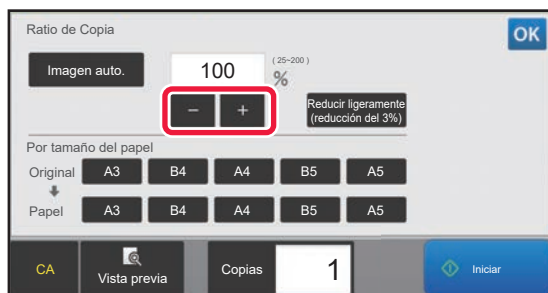 Ratio de Copia
OK
Imagen auto.
100
(25~200)
%
− +
Reducir ligeramente
(reducción del 3%)
Por tamaño del papel
Original A3 B4 A4 B5 A5
Papel A3 B4 A4 B5 A5
CA
Vista previa
Copias
1
Iniciar